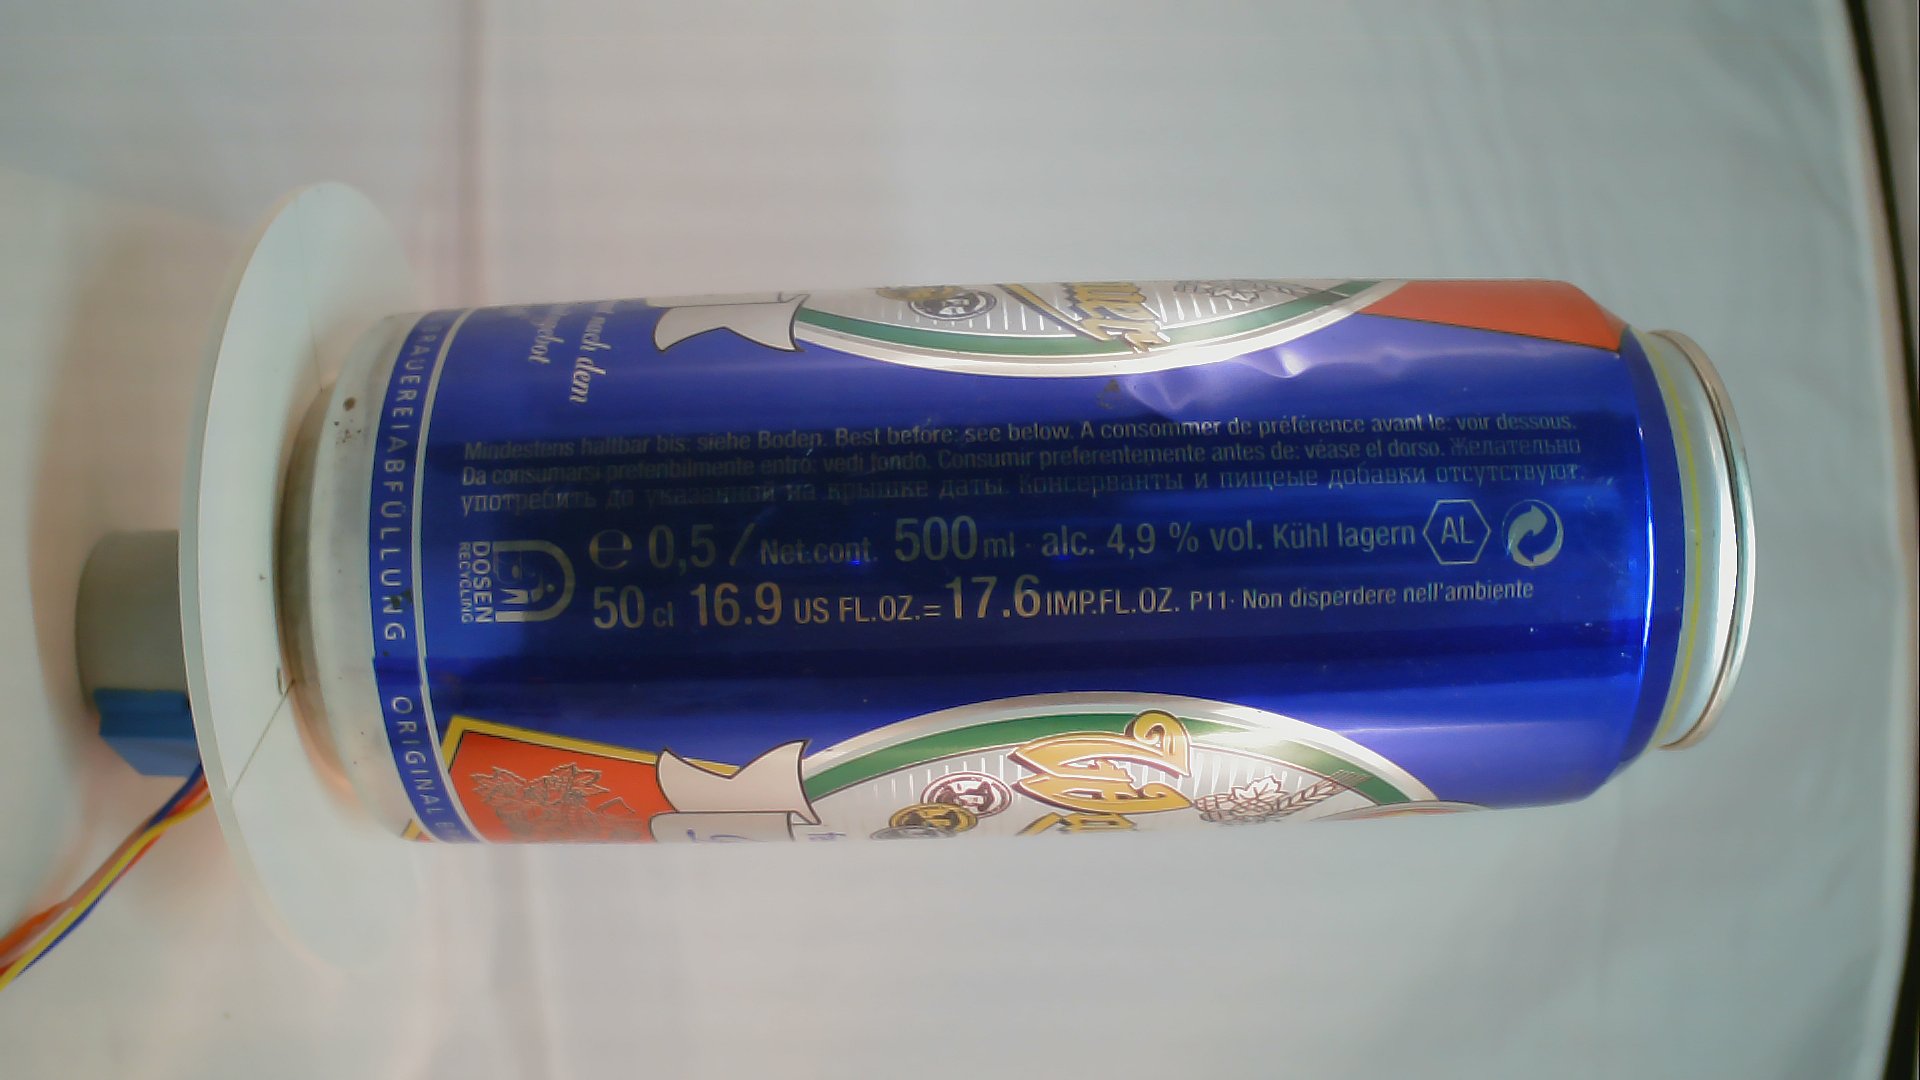 Mindestens haltbar bis: siehe Boden. Best before: see below. A consommer de préférence avant le: voir dessous.
Da consumarsi preferibilmente entro: vedi fondo. Consumir preferentemente antes de: véase el dorso. Желательно
употребить до указанной на крышке даты. Консерванты и пищевые добавки отсутствуют.
℮ 0,5 l Net.cont. 500 ml · alc. 4,9 % vol. Kühl lagern AL
50 cl 16.9 US FL.OZ.= 17.6 IMP.FL.OZ. P11· Non disperdere nell'ambiente
DOSEN
RECYCLING
BRAUEREIABFÜLLUNG ORIGINAL
nach dem